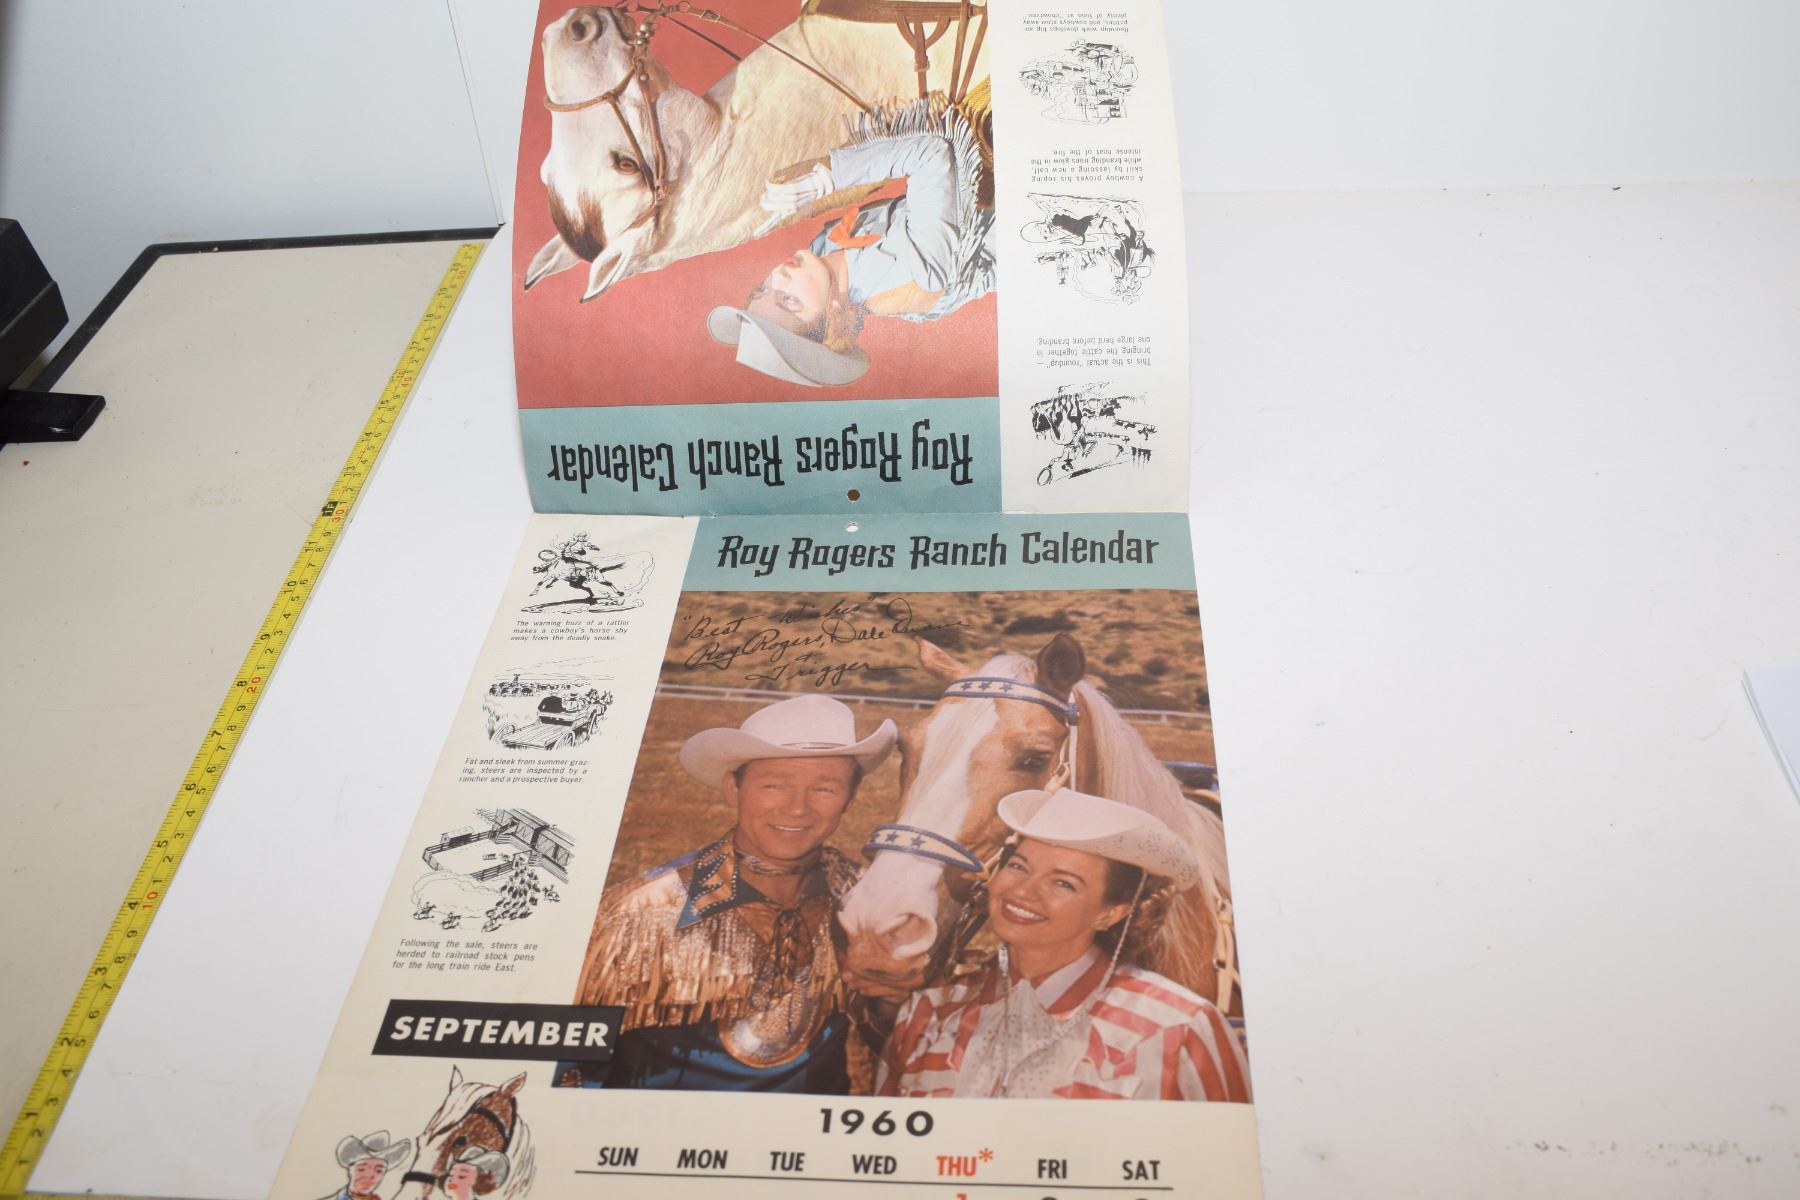 Roundup work develops big ap-
petites, and cowboys stow away
plenty of food at "chowtime."
A cowboy proves his roping
skill by lassoing a new calf,
while branding irons glow in the
intense heat of the fire.
This is the actual "roundup"—
bringing the cattle together in
one large herd before branding.
Roy Rogers Ranch Calendar
Roy Rogers Ranch Calendar
The warning buzz of a rattler
makes a cowboy's horse shy
away from the deadly snake.
Fat and sleek from summer graz-
ing, steers are inspected by a
rancher and a prospective buyer.
Following the sale, steers are
herded to railroad stock pens
for the long train ride East.
"Best Wishes"
Roy Rogers, Dale Evans
+
Trigger
SEPTEMBER
1960
SUN MON TUE WED THU* FRI SAT